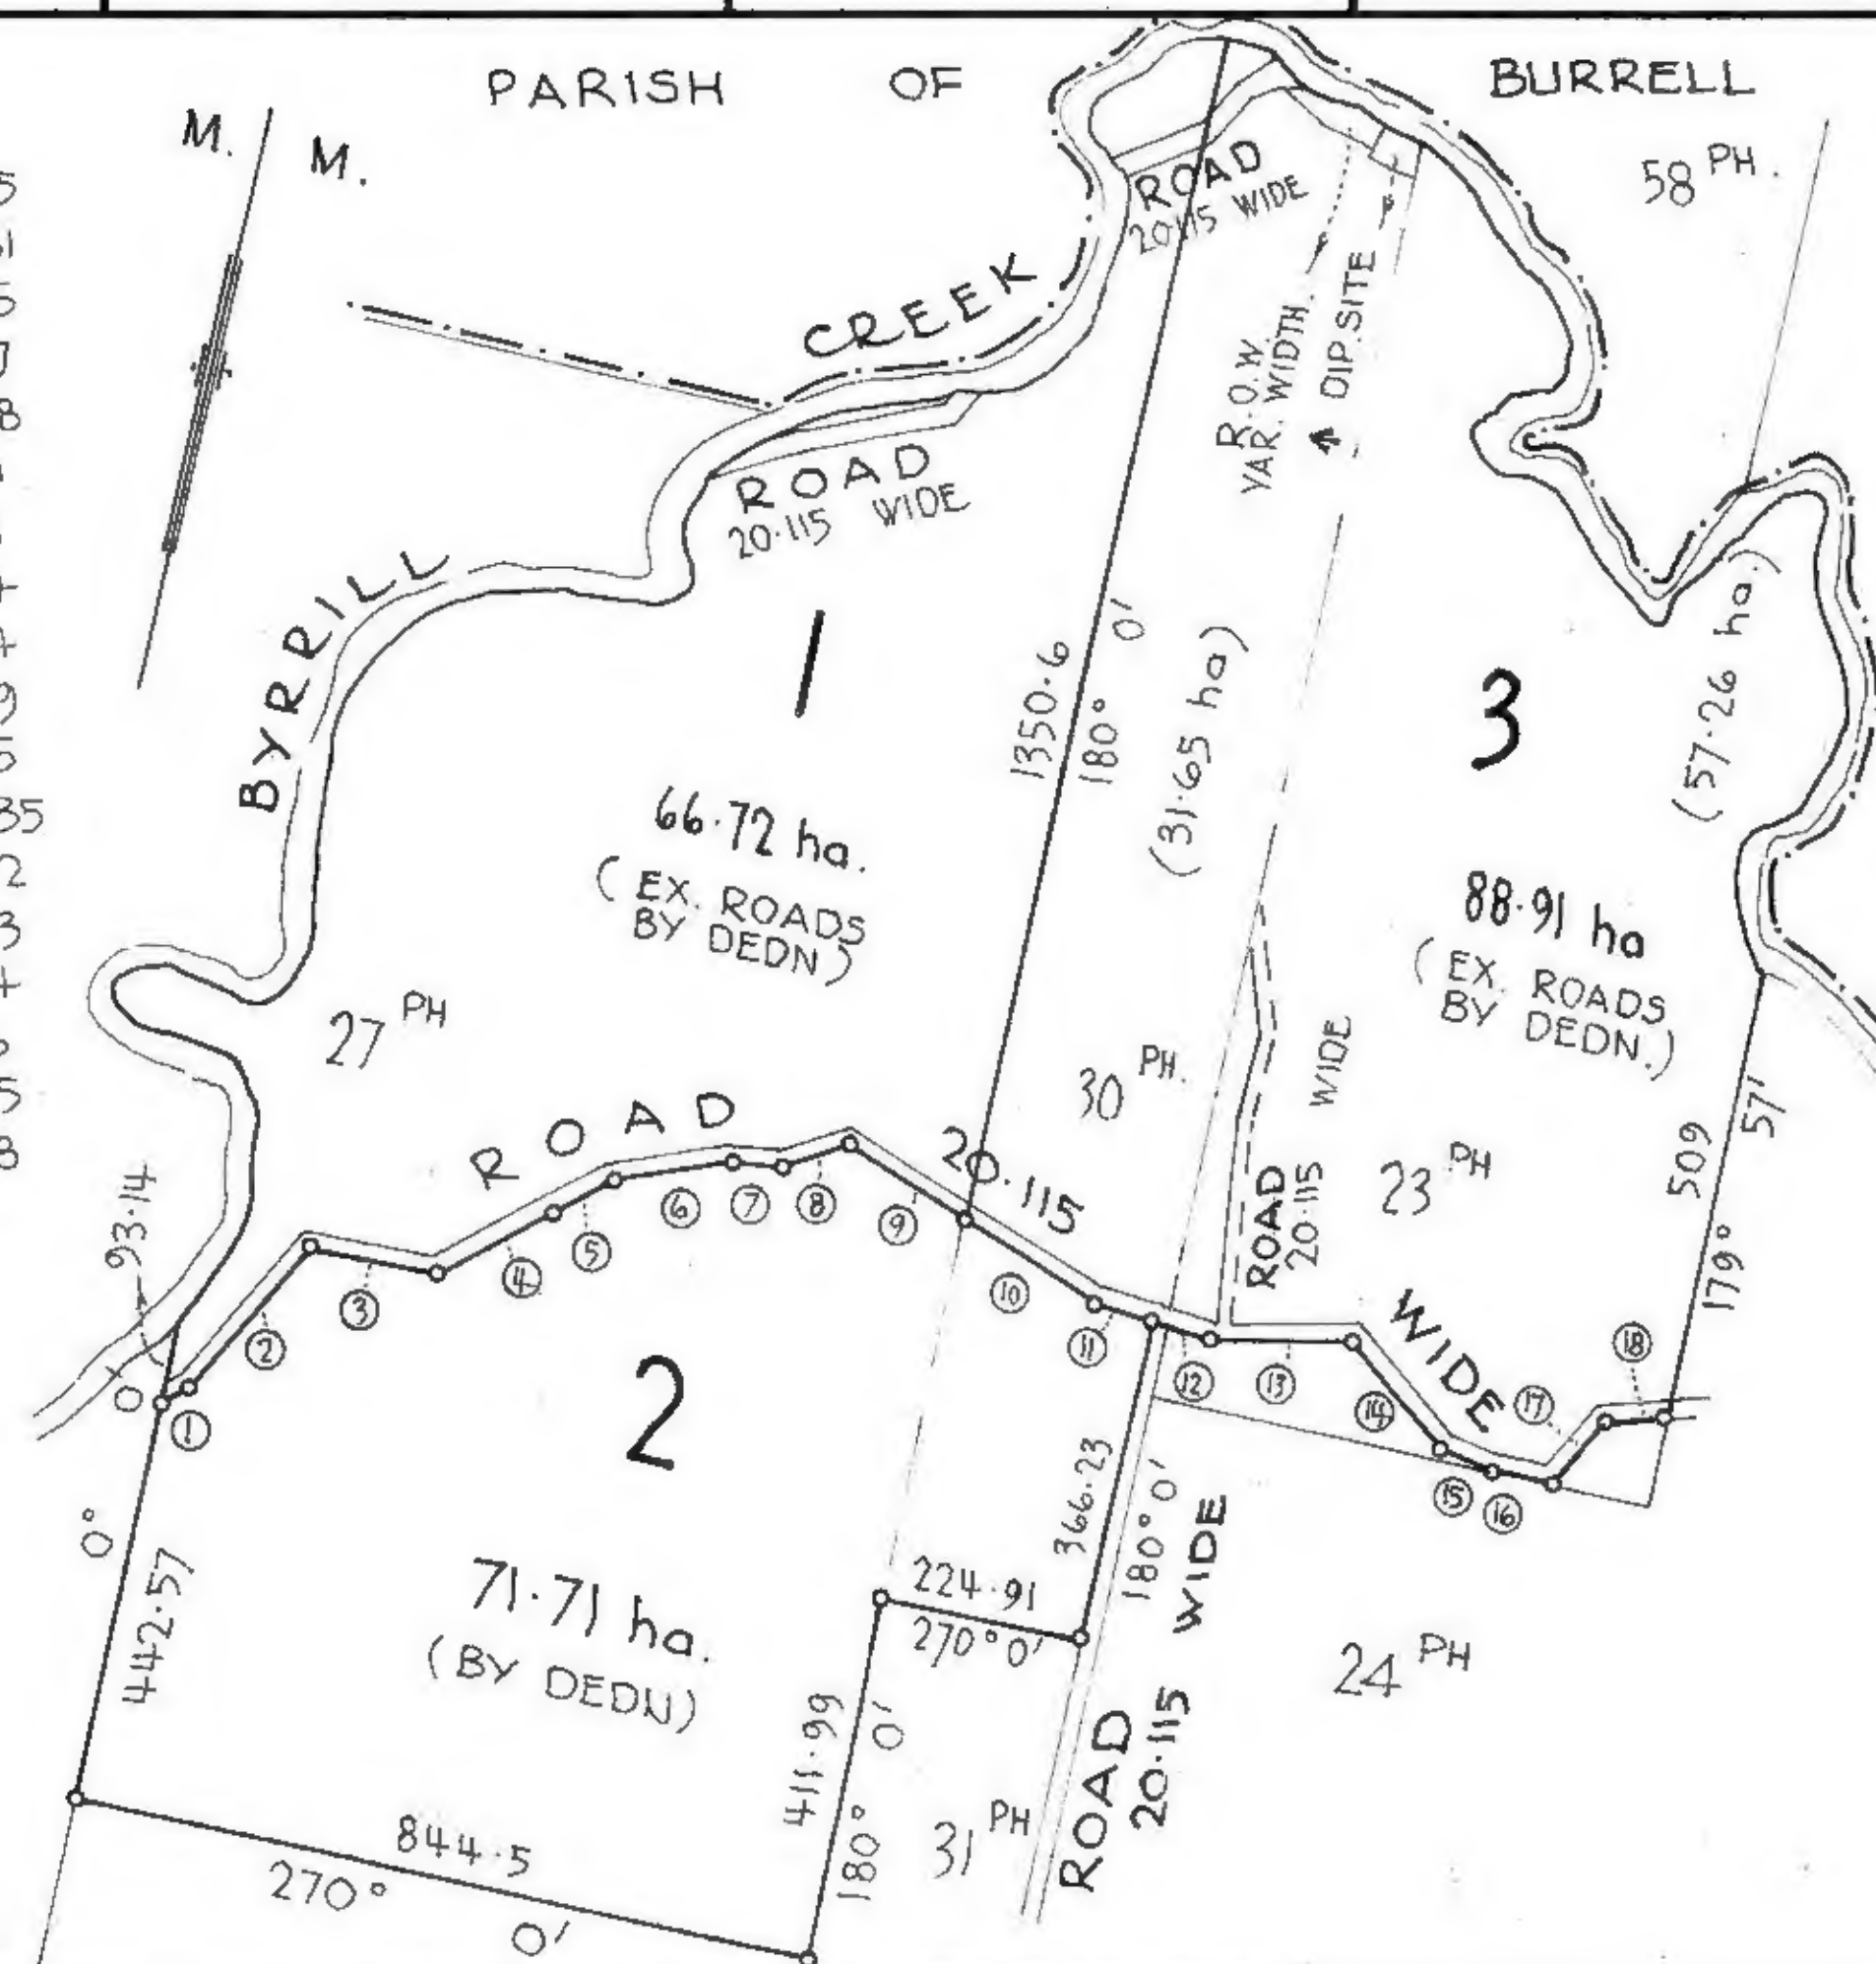 PARISH OF BURRELL
M. M.
58 PH.
ROAD
20·115 WIDE
CREEK
R.O.W.
VAR. WIDTH
DIP. SITE
ROAD
20·115 WIDE
BYRRILL
1
1350·6
180° 0'
(31·65 ha)
3
(57·26 ha.)
66·72 ha.
(EX. ROADS
BY DEDN)
88·91 ha
(EX. ROADS
BY DEDN.)
27 PH
30 PH.
23 PH
ROAD
20·115 WIDE
ROAD 20·115 WIDE
509
179° 57'
93·14
0
1
2
3
4
5
6
7
8
9
10
11
12
13
14
15
16
17
18
2
71·71 ha.
(BY DEDN)
0°
442·57
366·23
180° 0'
224·91
270° 0'
411·99
180° 0'
844·5
270° 0'
31 PH
24 PH
ROAD
20·115 WIDE
35